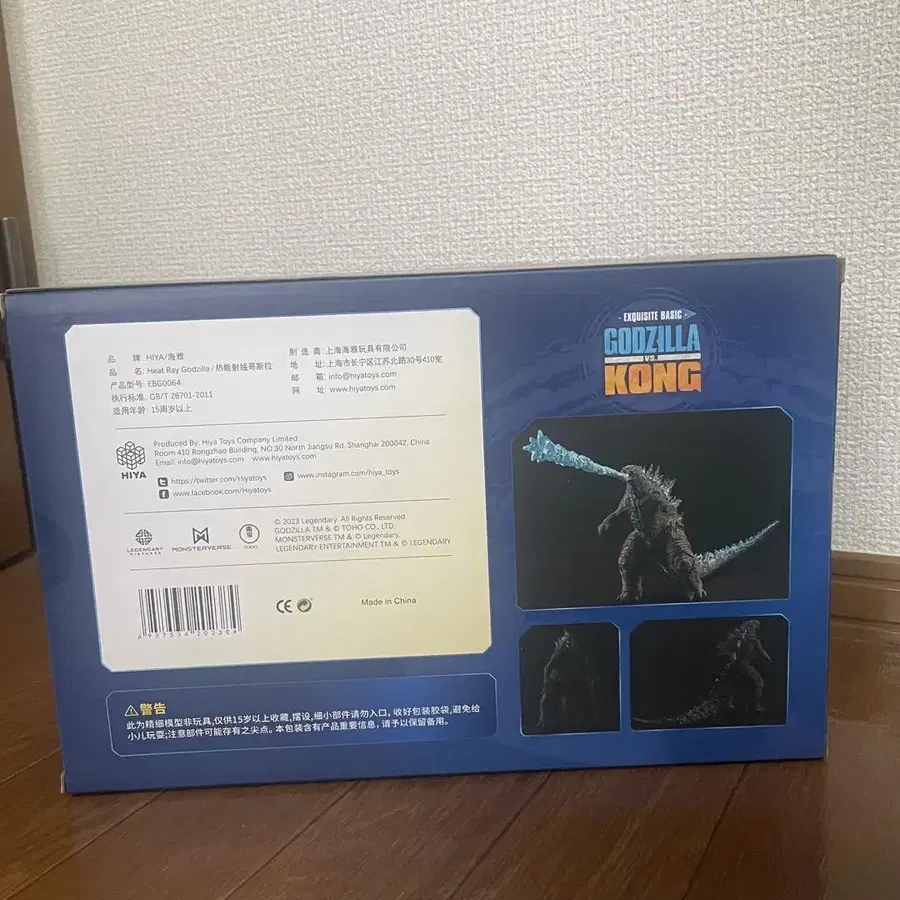 品 牌: HIYA/海雅
品 名: Heat Ray Godzilla / 热能射线哥斯拉
产品型号: EBG0064
执行标准: GB/T 26701-2011
适用年龄: 15周岁以上
制 造 商: 上海海雅玩具有限公司
地 址: 上海市长宁区江苏北路30号410室
邮 箱: info@hiyatoys.com
网 址: www.hiyatoys.com
HIYA
Produced By: Hiya Toys Company Limited
Room 410 Rongzhao Building, NO.30 North Jiangsu Rd, Shanghai 200042, China
Email: info@hiyatoys.com www.hiyatoys.com
https://twitter.com/Hiyatoys
www.instagram.com/hiya_toys
www.facebook.com/Hiyatoys
LEGENDARY
PICTURES
MONSTERVERSE
TOHO
© 2023 Legendary. All Rights Reserved.
GODZILLA TM & © TOHO CO., LTD.
MONSTERVERSE TM & © Legendary.
LEGENDARY ENTERTAINMENT TM & © LEGENDARY
6 957534 202384
CE
Made in China
警告
此为精细模型非玩具,仅供15岁以上收藏,摆设,细小部件请勿入口,收好包装胶袋,避免给
小儿玩耍;注意部件可能存有之尖点。本包装含有产品重要信息,请予以保留备用。
- EXQUISITE BASIC -
GODZILLA
VS.
KONG